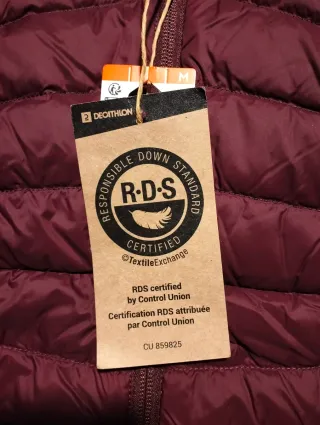 M
DECATHLON
RESPONSIBLE DOWN STANDARD
R·D·S
CERTIFIED
©TextileExchange
RDS certified
by Control Union
Certification RDS attribuée
par Control Union
CU 859825